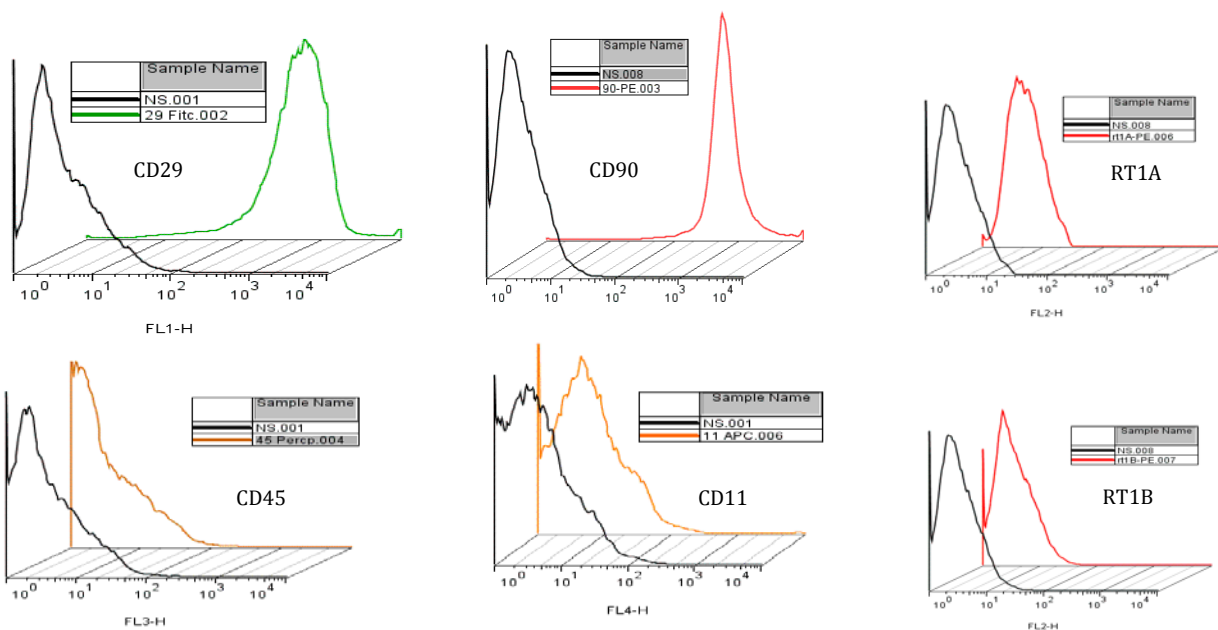 Sample Name
NS.001
29 Fitc.002
CD29
10^0 10^1 10^2 10^3 10^4
FL1-H
Sample Name
NS.008
90-PE.003
CD90
10^0 10^1 10^2 10^3 10^4
Sample Name
NS.008
rt1A-PE.006
RT1A
10^0 10^1 10^2 10^3 10^4
FL2-H
Sample Name
NS.001
45 Percp.004
CD45
10^0 10^1 10^2 10^3 10^4
FL3-H
Sample Name
NS.001
11 APC.006
CD11
10^0 10^1 10^2 10^3 10^4
FL4-H
Sample Name
NS.008
rt1B-PE.007
RT1B
10^0 10^1 10^2 10^3 10^4
FL2-H